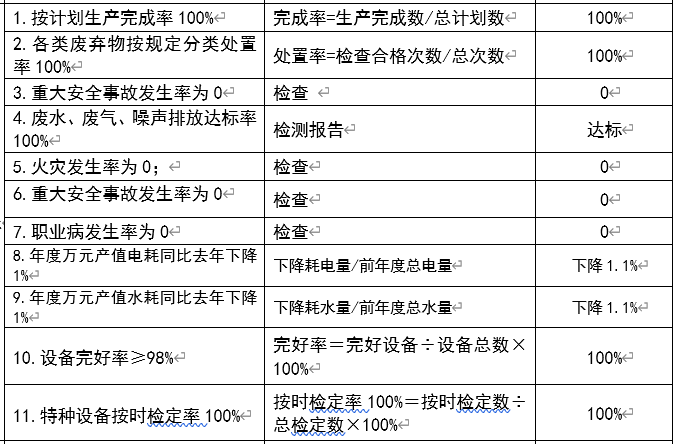 1. 按计划生产完成率 100%
完成率=生产完成数/总计划数
100%
2. 各类废弃物按规定分类处置
率 100%
处置率=检查合格次数/总次数
100%
3. 重大安全事故发生率为 0
检查
0
4. 废水、废气、噪声排放达标率
100%
检测报告
达标
5. 火灾发生率为 0；
检查
0
6. 重大安全事故发生率为 0
检查
0
7. 职业病发生率为 0
检查
0
8. 年度万元产值电耗同比去年下降
1%
下降耗电量/前年度总电量
下降 1.1%
9. 年度万元产值水耗同比去年下降
1%
下降耗水量/前年度总水量
下降 1.1%
10. 设备完好率≥98%
完好率＝完好设备÷设备总数×
100%
100%
11. 特种设备按时检定率 100%
按时检定率 100%＝按时检定数÷
总检定数×100%
100%